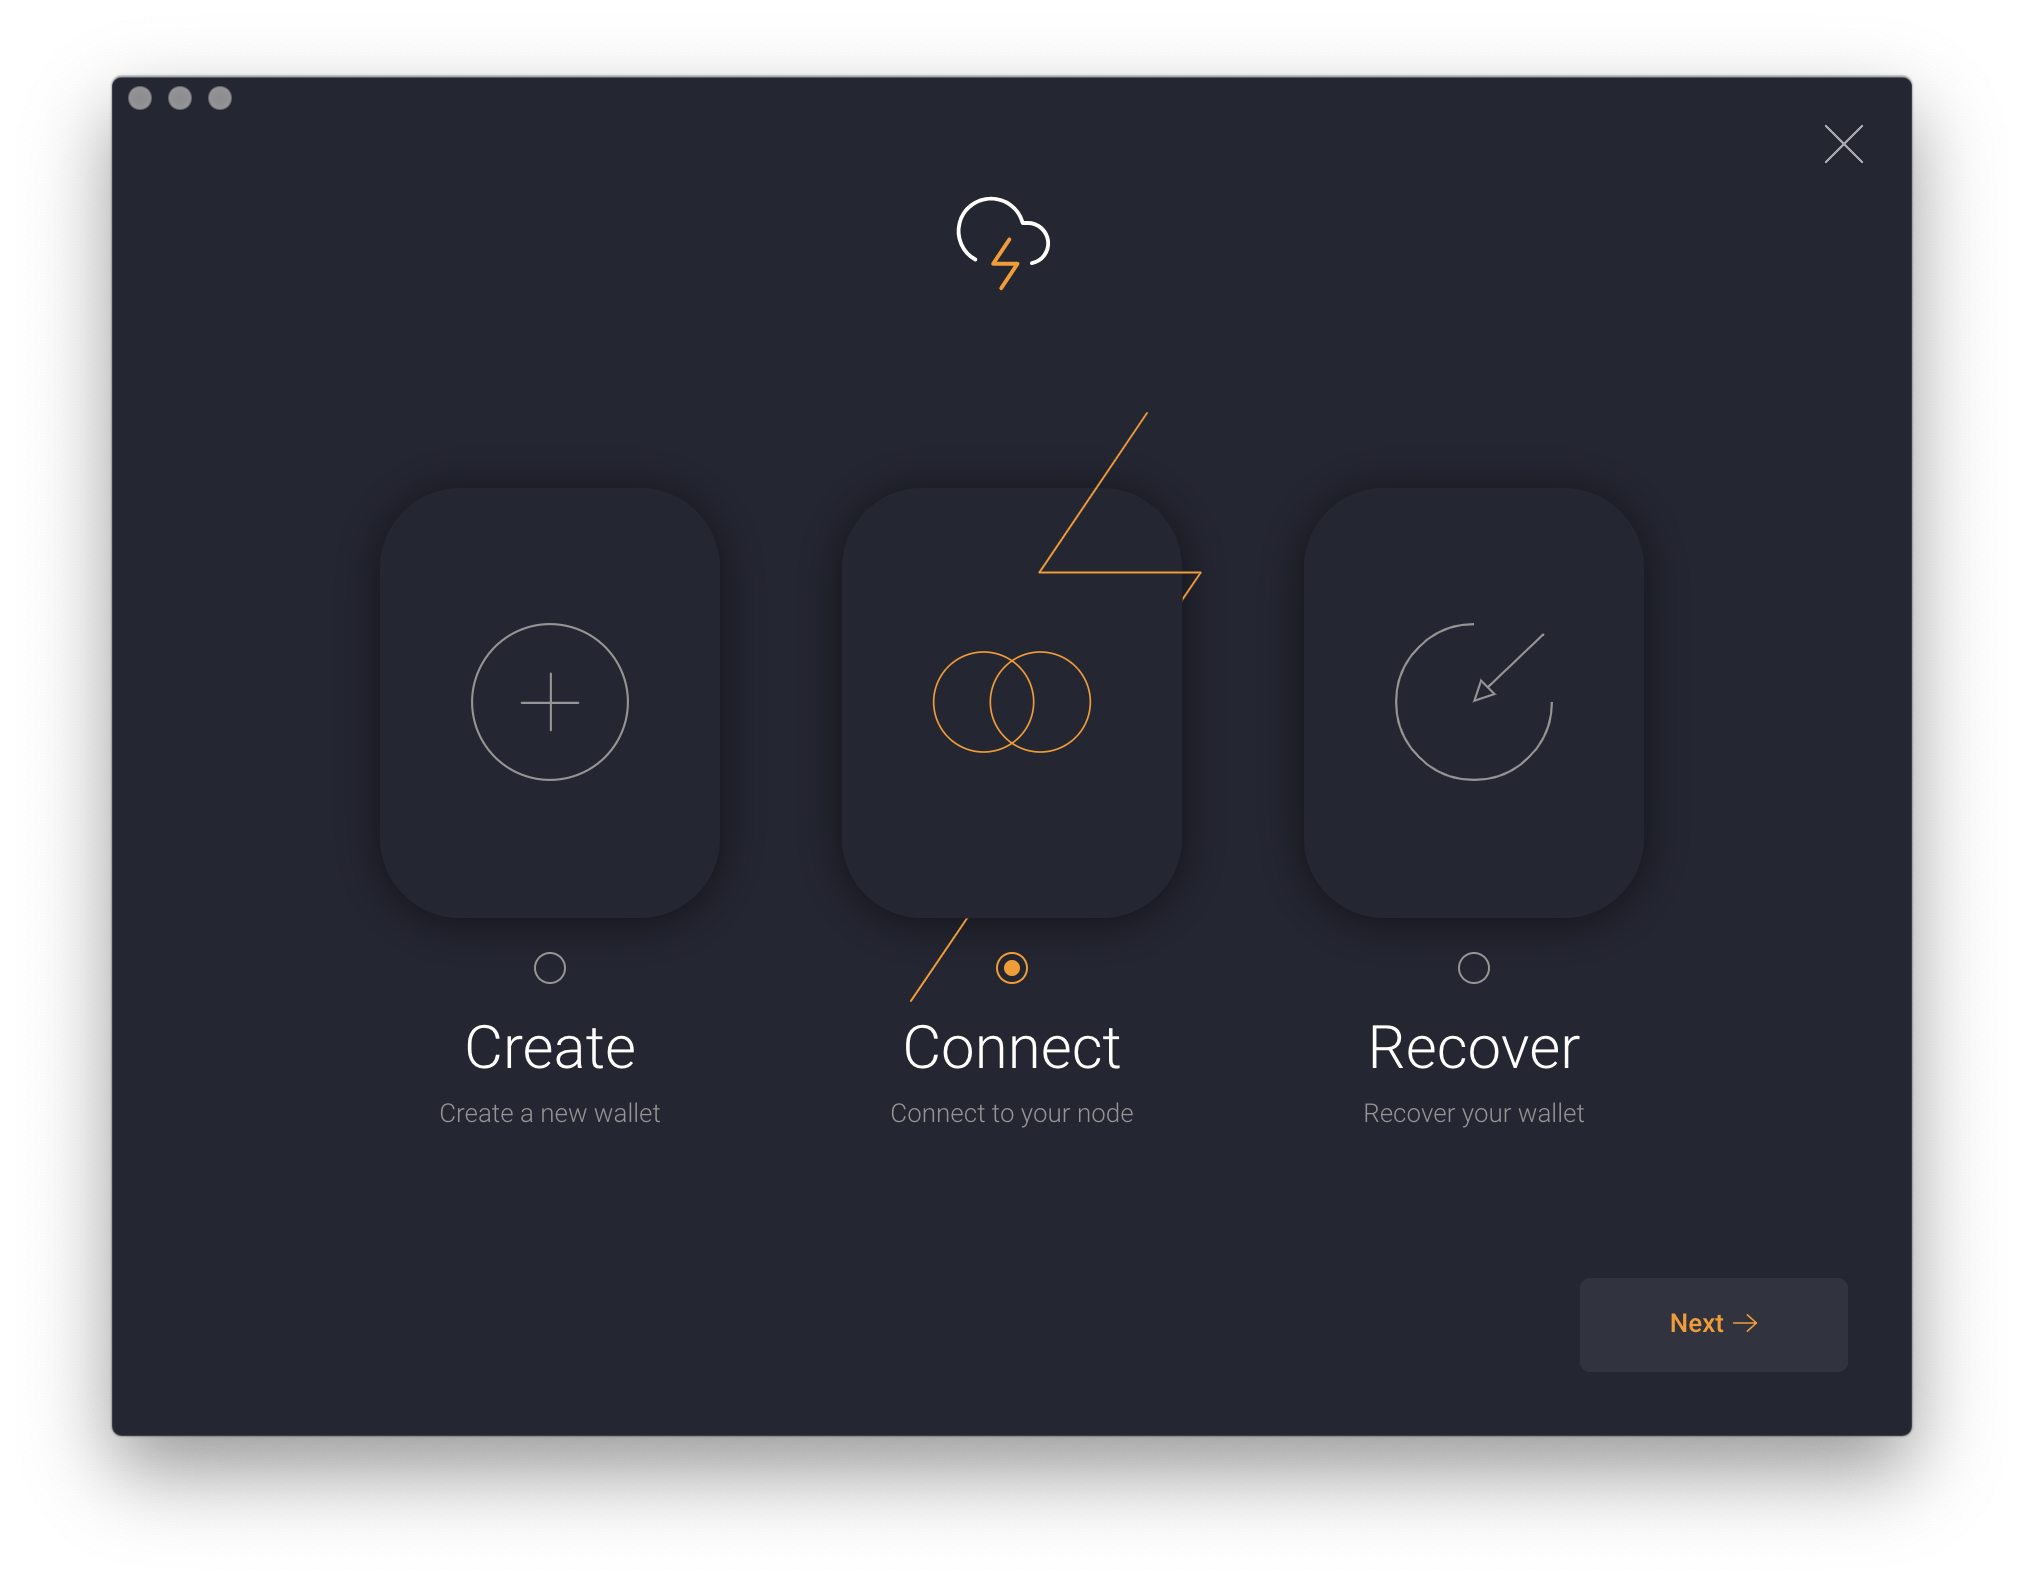 Create
Create a new wallet
Connect
Connect to your node
Recover
Recover your wallet
Next